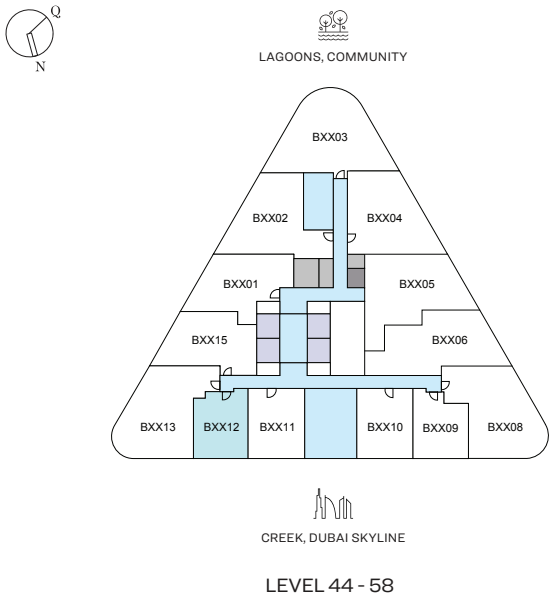 Q
N
LAGOONS, COMMUNITY
BXX03
BXX02
BXX04
BXX01
BXX05
BXX15
BXX06
BXX13
BXX12
BXX11
BXX10
BXX09
BXX08
CREEK, DUBAI SKYLINE
LEVEL 44 - 58